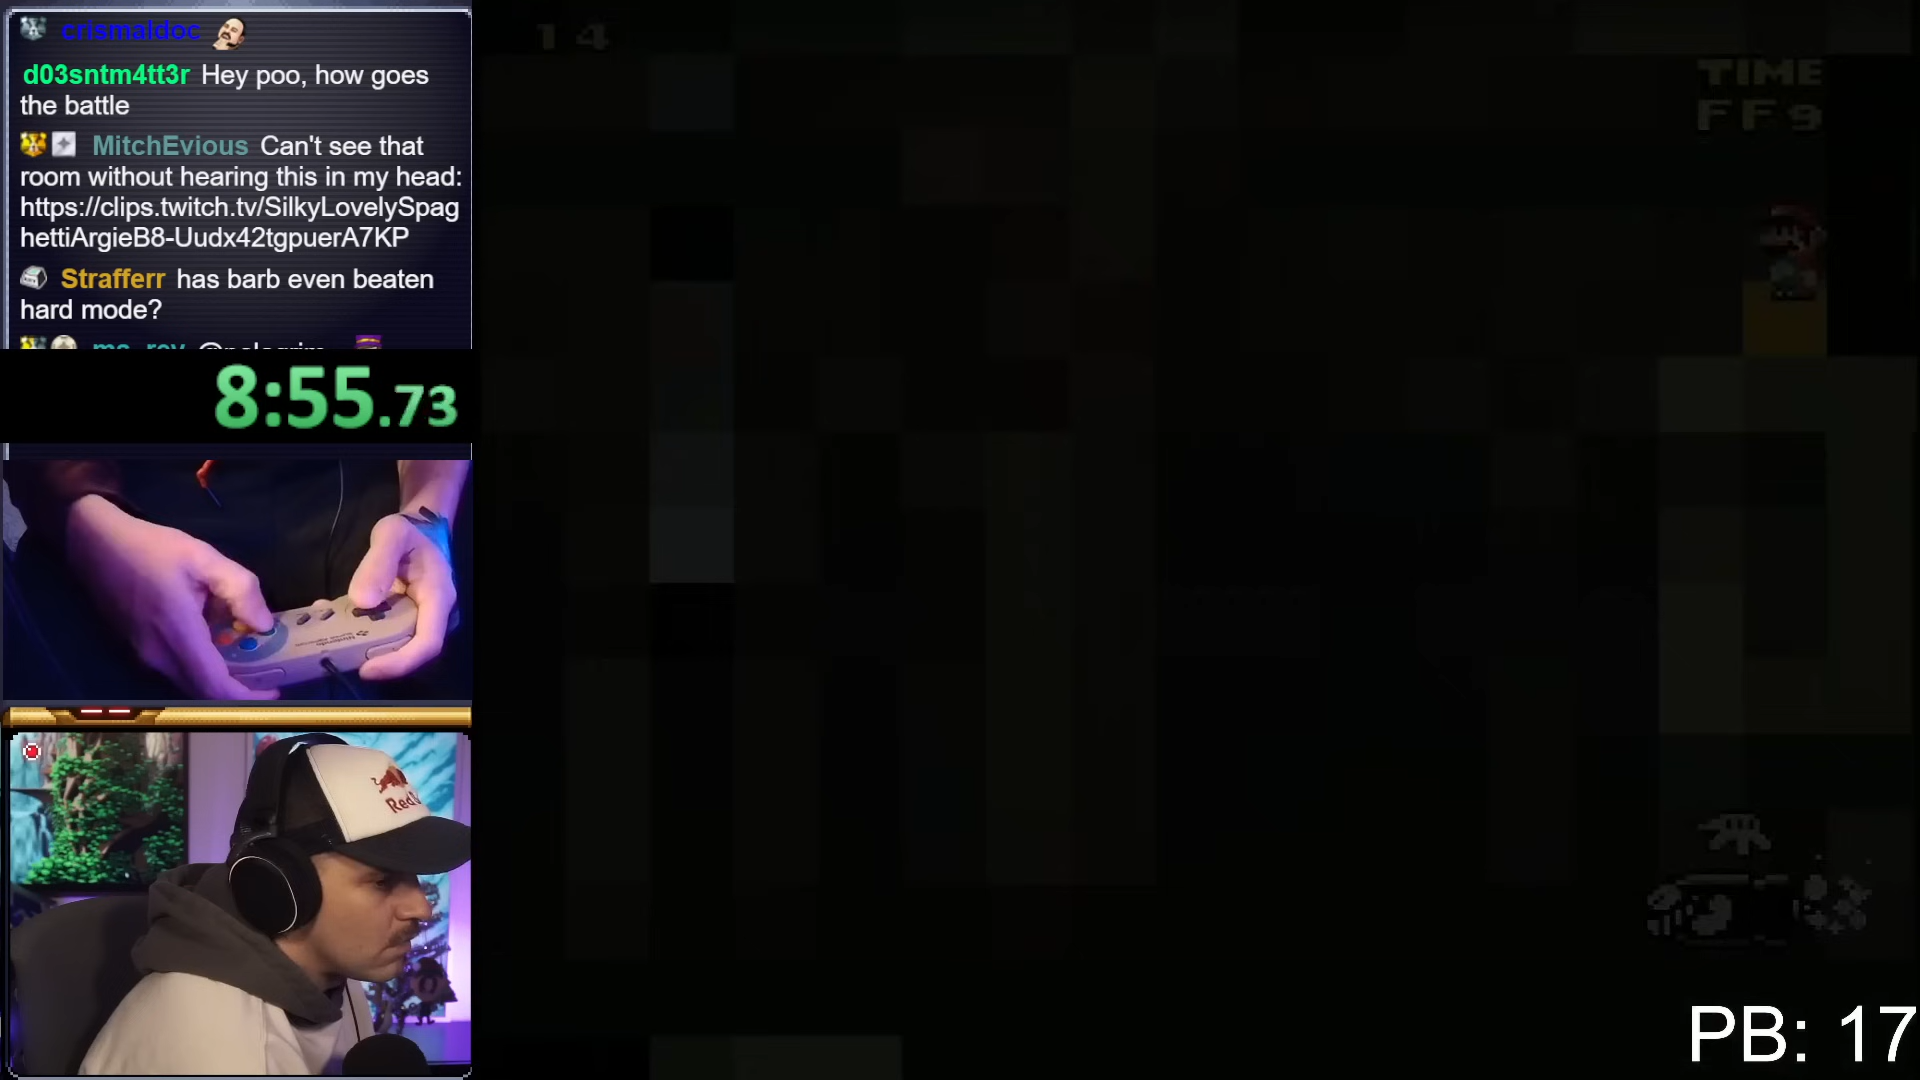 crismaldoc
d03sntm4tt3r Hey poo, how goes
the battle
MitchEvious Can't see that
room without hearing this in my head:
https://clips.twitch.tv/SilkyLovelySpag
hettiArgieB8-Uudx42tgpuerA7KP
Strafferr has barb even beaten
hard mode?
8:55.73
14
TIME
FF9
Red
PB: 17